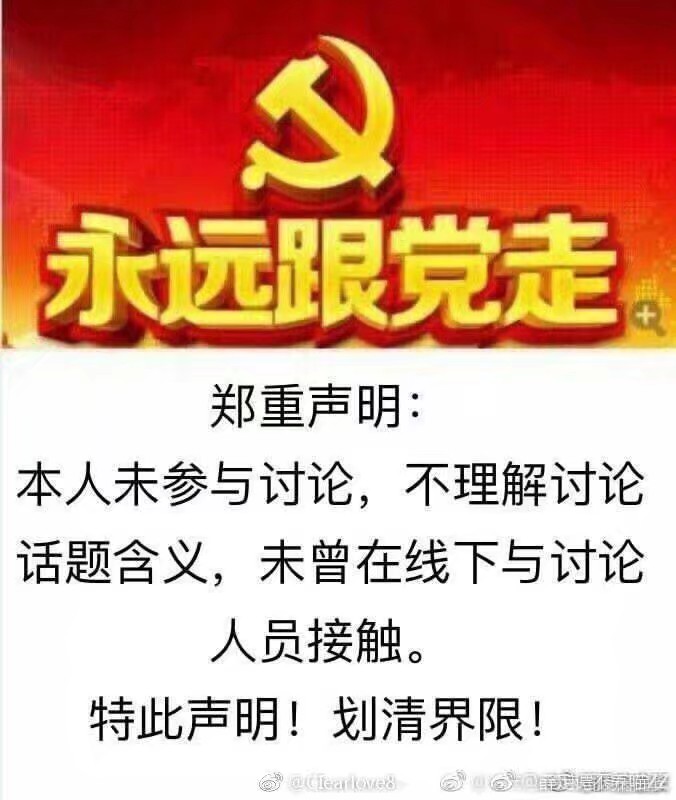 永远跟党走
郑重声明：
本人未参与讨论，不理解讨论
话题含义，未曾在线下与讨论
人员接触。
特此声明！划清界限！
@Clearlove8-